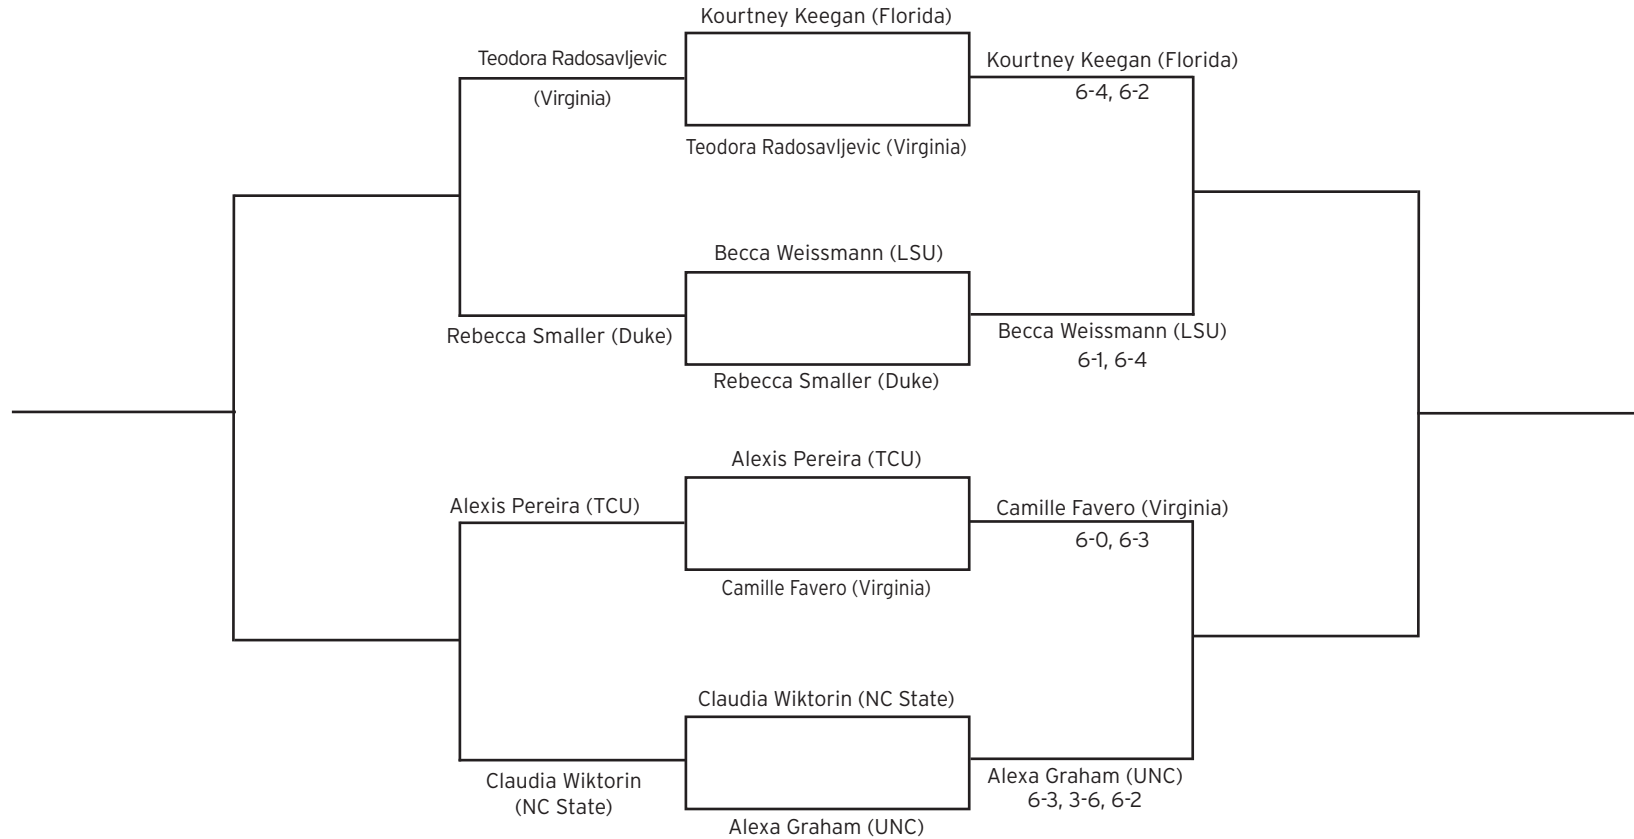 Kourtney Keegan (Florida)
Teodora Radosavljevic
(Virginia)
Kourtney Keegan (Florida)
6-4, 6-2
Teodora Radosavljevic (Virginia)
Becca Weissmann (LSU)
Rebecca Smaller (Duke)
Becca Weissmann (LSU)
6-1, 6-4
Rebecca Smaller (Duke)
Alexis Pereira (TCU)
Alexis Pereira (TCU)
Camille Favero (Virginia)
6-0, 6-3
Camille Favero (Virginia)
Claudia Wiktorin (NC State)
Claudia Wiktorin
(NC State)
Alexa Graham (UNC)
6-3, 3-6, 6-2
Alexa Graham (UNC)